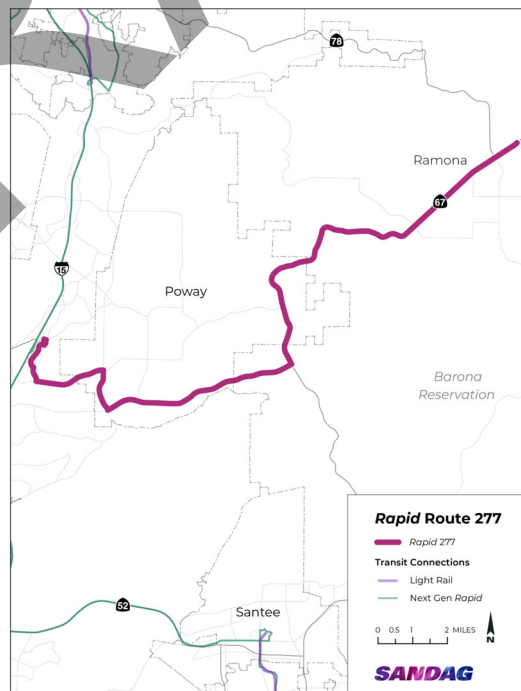 78
Ramona
67
15
Poway
Barona
Reservation
Rapid Route 277
Rapid 277
Transit Connections
Light Rail
Next Gen Rapid
0 0.5 1 2 MILES
N
52
Santee
SANDAG